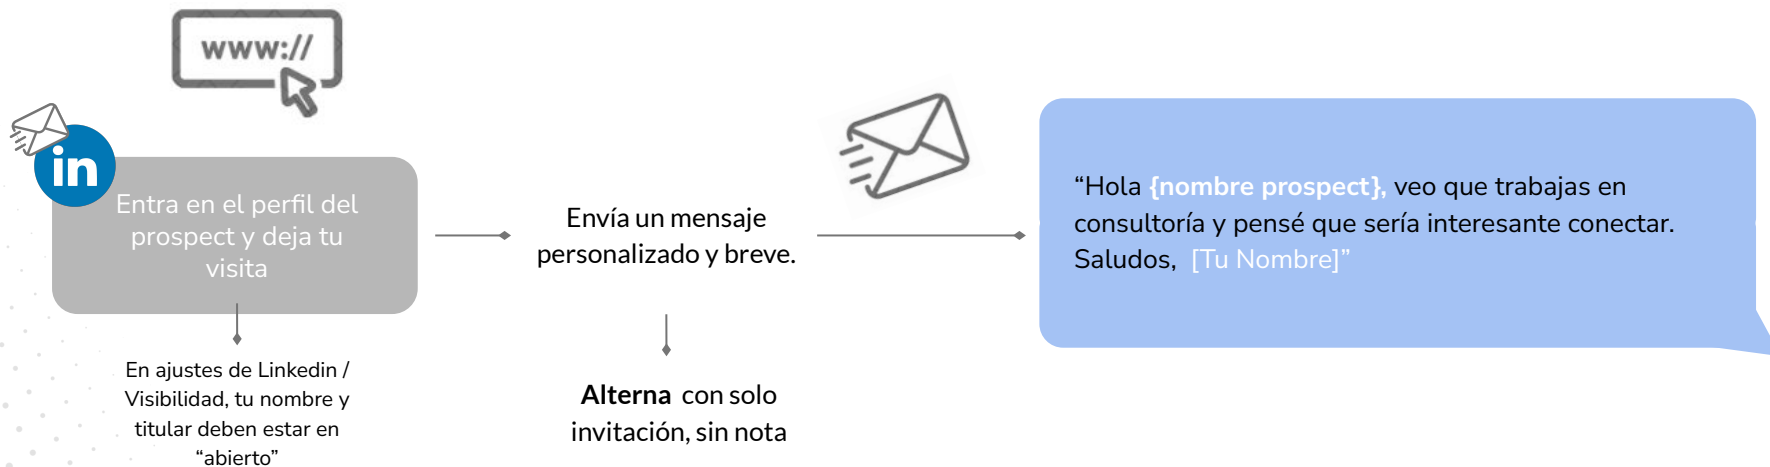 www://
in
Entra en el perfil del
prospect y deja tu
visita
En ajustes de Linkedin /
Visibilidad, tu nombre y
titular deben estar en
“abierto”
Envía un mensaje
personalizado y breve.
Alterna con solo
invitación, sin nota
“Hola {nombre prospect}, veo que trabajas en
consultoría y pensé que sería interesante conectar.
Saludos, [Tu Nombre]”